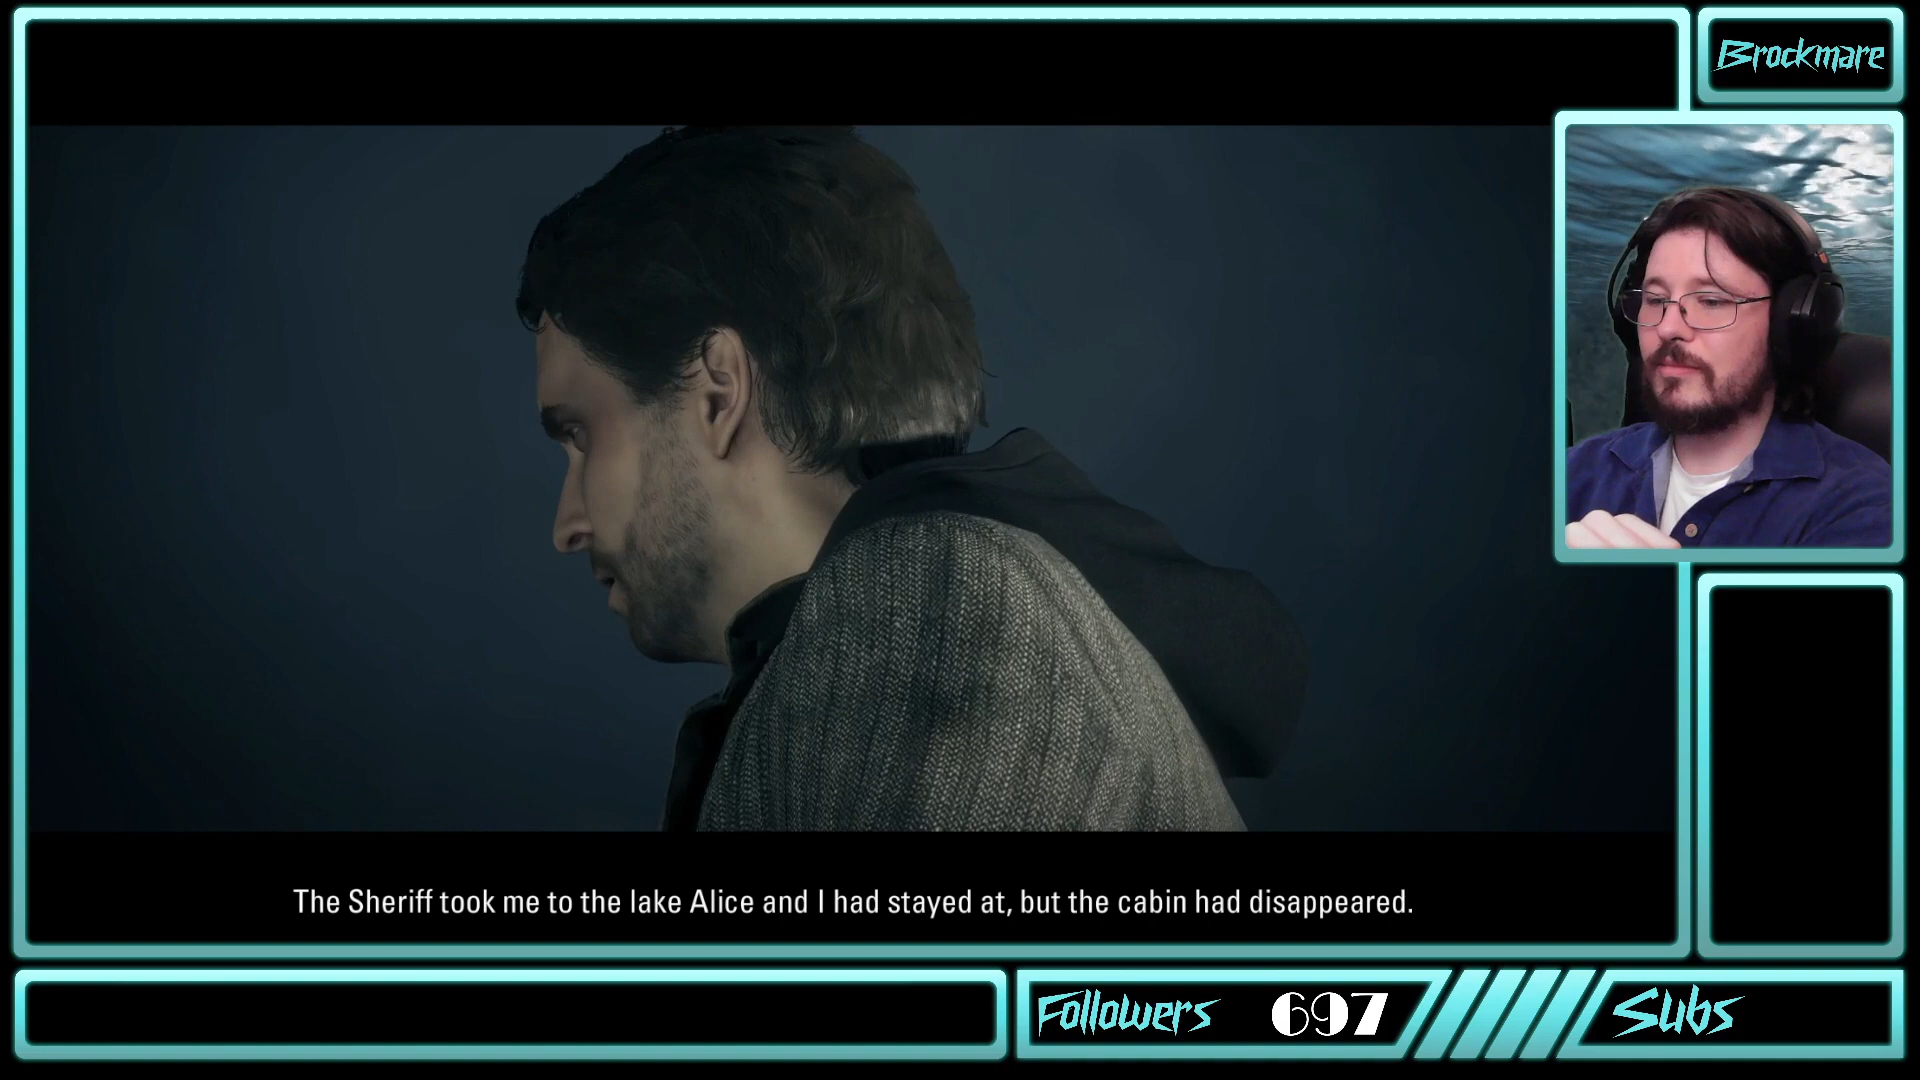 Brockmare
The Sheriff took me to the lake Alice and I had stayed at, but the cabin had disappeared.
Followers 697 Subs